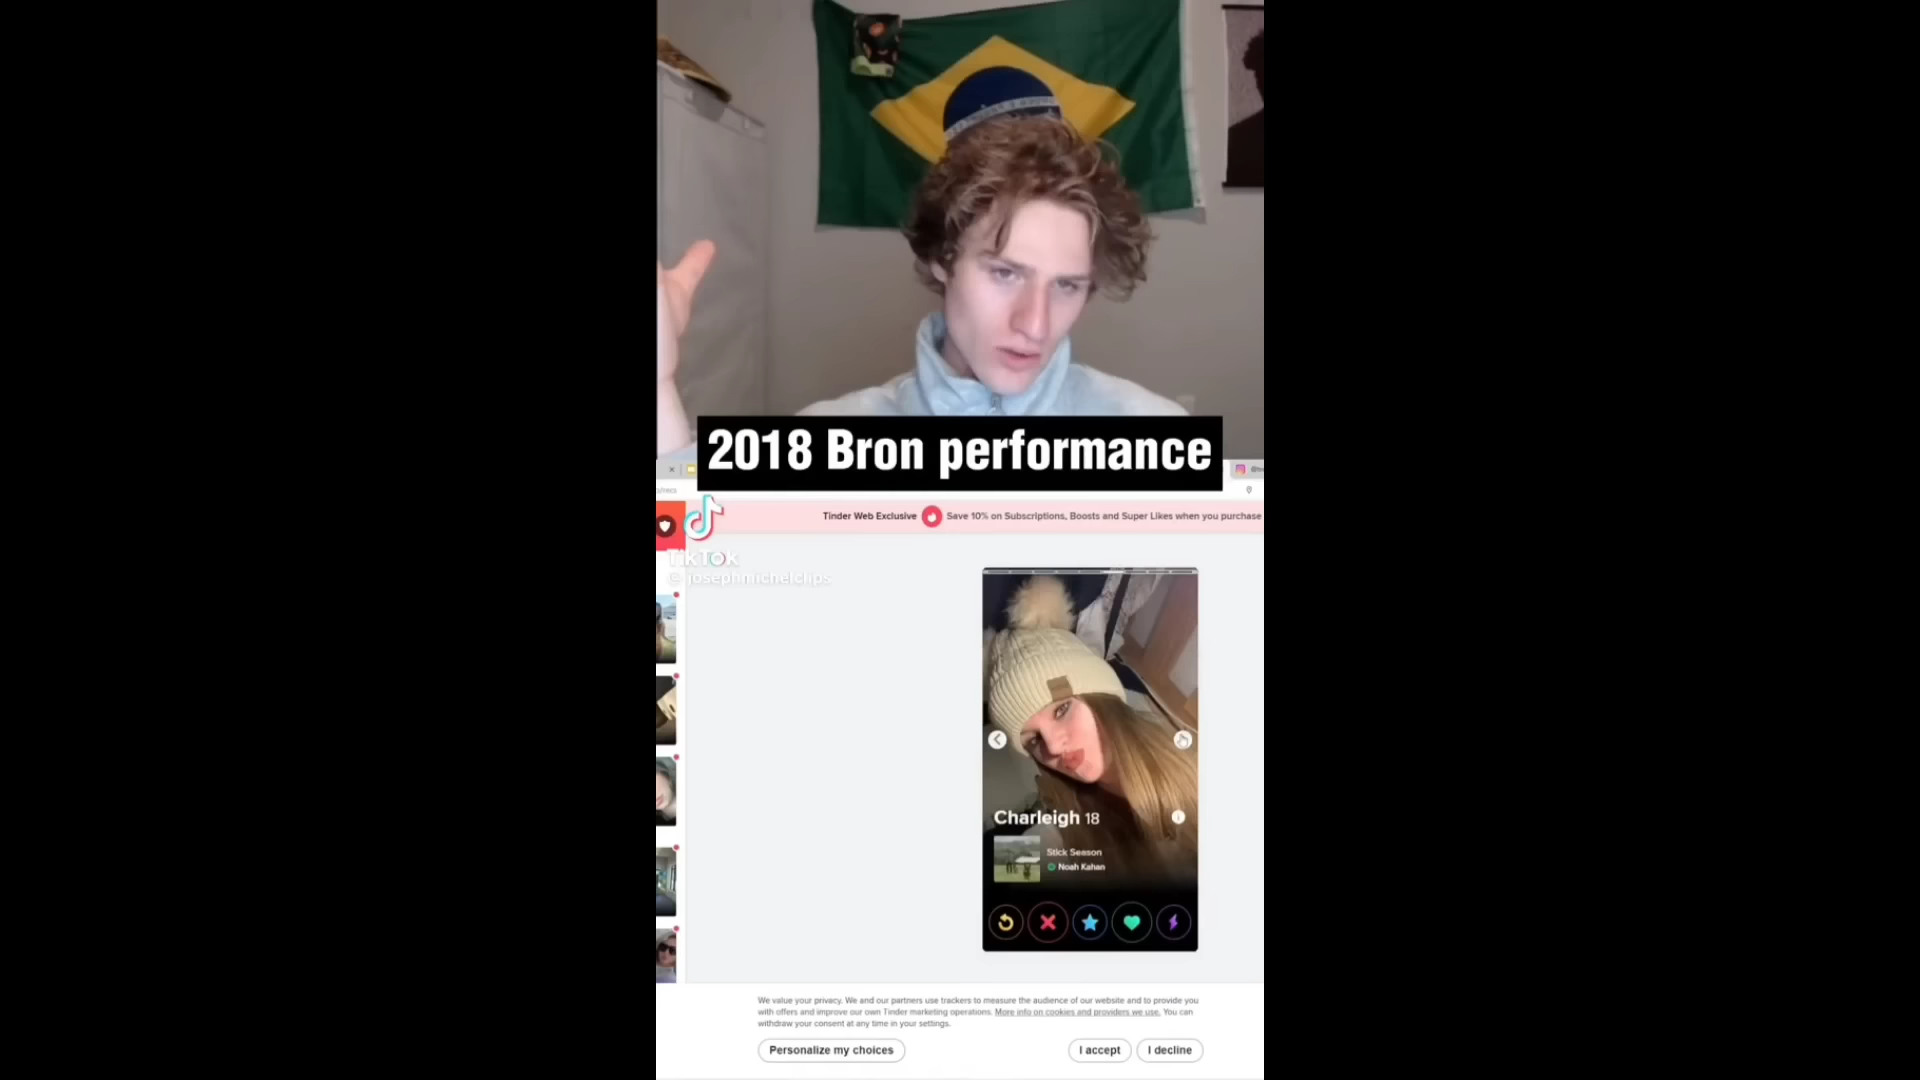 2018 Bron performance
Tinder Web Exclusive Save 10% on Subscriptions, Boosts and Super Likes when you purchase
TikTok
@ josephmichelclips
Charleigh 18
Stick Season
Noah Kahan
We value your privacy. We and our partners use trackers to measure the audience of our website and to provide you
with offers and improve our own Tinder marketing operations. More info on cookies and providers we use. You can
withdraw your consent at any time in your settings.
Personalize my choices
I accept
I decline